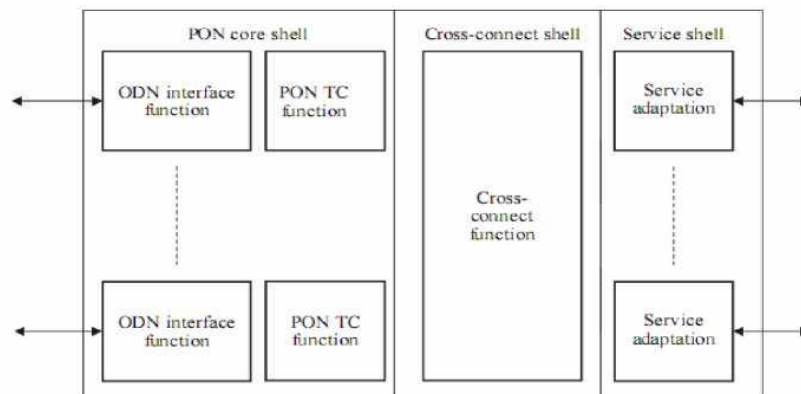 PON core shell
Cross-connect shell
Service shell
ODN interface
function
PON TC
function
Service
adaptation
Cross-
connect
function
ODN interface
function
PON TC
function
Service
adaptation